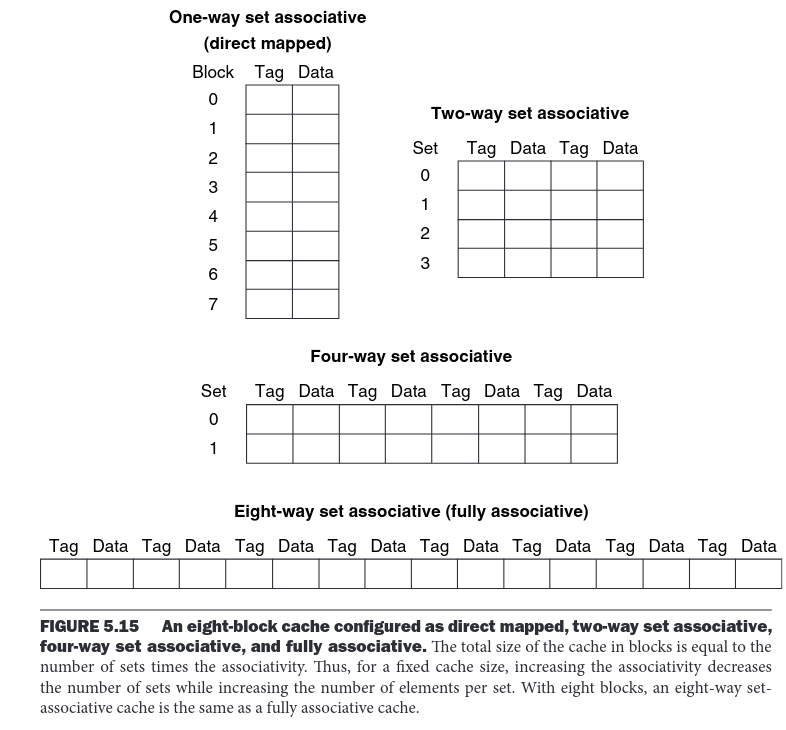 One-way set associative
(direct mapped)
Block Tag Data
0
1
2
3
4
5
6
7
Two-way set associative
Set Tag Data Tag Data
0
1
2
3
Four-way set associative
Set Tag Data Tag Data Tag Data Tag Data
0
1
Eight-way set associative (fully associative)
Tag Data Tag Data Tag Data Tag Data Tag Data Tag Data Tag Data Tag Data
FIGURE 5.15 An eight-block cache configured as direct mapped, two-way set associative,
four-way set associative, and fully associative. The total size of the cache in blocks is equal to the
number of sets times the associativity. Thus, for a fixed cache size, increasing the associativity decreases
the number of sets while increasing the number of elements per set. With eight blocks, an eight-way set-
associative cache is the same as a fully associative cache.